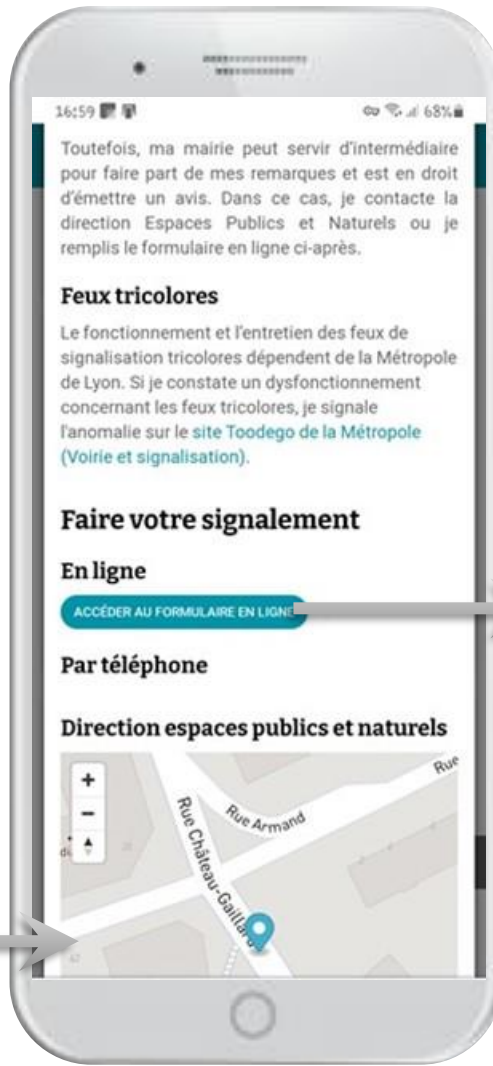 16:59 68%
Toutefois, ma mairie peut servir d'intermédiaire
pour faire part de mes remarques et est en droit
d'émettre un avis. Dans ce cas, je contacte la
direction Espaces Publics et Naturels ou je
remplis le formulaire en ligne ci-après.
Feux tricolores
Le fonctionnement et l'entretien des feux de
signalisation tricolores dépendent de la Métropole
de Lyon. Si je constate un dysfonctionnement
concernant les feux tricolores, je signale
l'anomalie sur le site Toodego de la Métropole
(Voirie et signalisation).
Faire votre signalement
En ligne
ACCÉDER AU FORMULAIRE EN LIGNE
Par téléphone
Direction espaces publics et naturels
+
Rue
−
Rue Armand
Rue Château-Gaillard